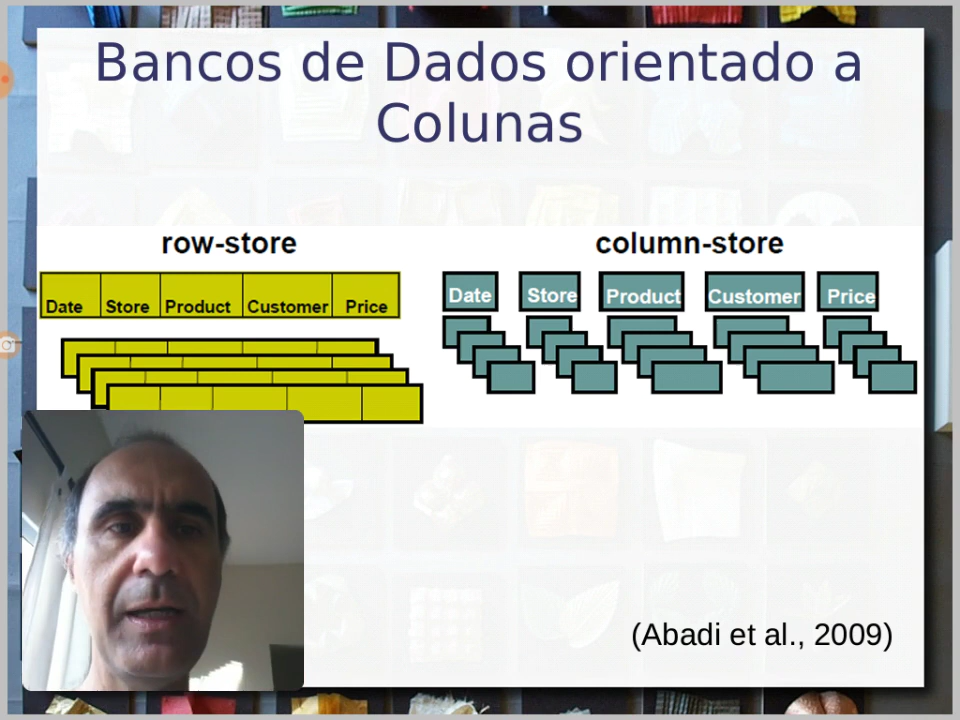 Bancos de Dados orientado a
Colunas
row-store
column-store
Date Store Product Customer Price
Date Store Product Customer Price
(Abadi et al., 2009)